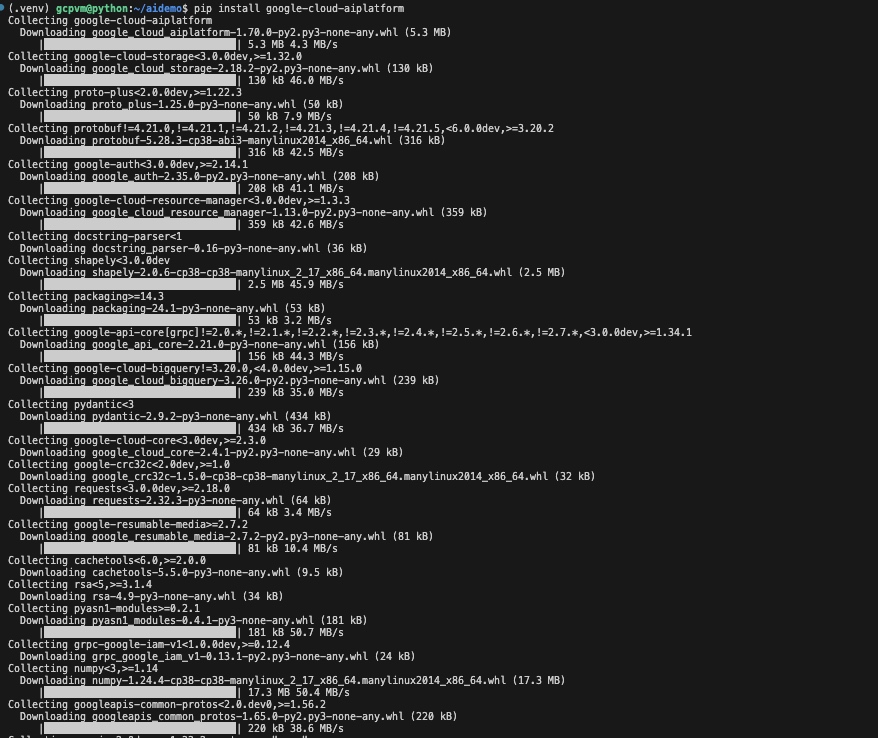 (.venv) gcpvm@python:~/aidemo$ pip install google-cloud-aiplatform
Collecting google-cloud-aiplatform
Downloading google_cloud_aiplatform-1.70.0-py2.py3-none-any.whl (5.3 MB)
| | 5.3 MB 4.3 MB/s
Collecting google-cloud-storage<3.0.0dev,>=1.32.0
Downloading google_cloud_storage-2.18.2-py2.py3-none-any.whl (130 kB)
| | 130 kB 46.0 MB/s
Collecting proto-plus<2.0.0dev,>=1.22.3
Downloading proto_plus-1.25.0-py3-none-any.whl (50 kB)
| | 50 kB 7.9 MB/s
Collecting protobuf!=4.21.0,!=4.21.1,!=4.21.2,!=4.21.3,!=4.21.4,!=4.21.5,<6.0.0dev,>=3.20.2
Downloading protobuf-5.28.3-cp38-abi3-manylinux2014_x86_64.whl (316 kB)
| | 316 kB 42.5 MB/s
Collecting google-auth<3.0.0dev,>=2.14.1
Downloading google_auth-2.35.0-py2.py3-none-any.whl (208 kB)
| | 208 kB 41.1 MB/s
Collecting google-cloud-resource-manager<3.0.0dev,>=1.3.3
Downloading google_cloud_resource_manager-1.13.0-py2.py3-none-any.whl (359 kB)
| | 359 kB 42.6 MB/s
Collecting docstring-parser<1
Downloading docstring_parser-0.16-py3-none-any.whl (36 kB)
Collecting shapely<3.0.0dev
Downloading shapely-2.0.6-cp38-cp38-manylinux_2_17_x86_64.manylinux2014_x86_64.whl (2.5 MB)
| | 2.5 MB 45.9 MB/s
Collecting packaging>=14.3
Downloading packaging-24.1-py3-none-any.whl (53 kB)
| | 53 kB 3.2 MB/s
Collecting google-api-core[grpc]!=2.0.*,!=2.1.*,!=2.2.*,!=2.3.*,!=2.4.*,!=2.5.*,!=2.6.*,!=2.7.*,<3.0.0dev,>=1.34.1
Downloading google_api_core-2.21.0-py3-none-any.whl (156 kB)
| | 156 kB 44.3 MB/s
Collecting google-cloud-bigquery!=3.20.0,<4.0.0dev,>=1.15.0
Downloading google_cloud_bigquery-3.26.0-py2.py3-none-any.whl (239 kB)
| | 239 kB 35.0 MB/s
Collecting pydantic<3
Downloading pydantic-2.9.2-py3-none-any.whl (434 kB)
| | 434 kB 36.7 MB/s
Collecting google-cloud-core<3.0dev,>=2.3.0
Downloading google_cloud_core-2.4.1-py2.py3-none-any.whl (29 kB)
Collecting google-crc32c<2.0dev,>=1.0
Downloading google_crc32c-1.5.0-cp38-cp38-manylinux_2_17_x86_64.manylinux2014_x86_64.whl (32 kB)
Collecting requests<3.0.0dev,>=2.18.0
Downloading requests-2.32.3-py3-none-any.whl (64 kB)
| | 64 kB 3.4 MB/s
Collecting google-resumable-media>=2.7.2
Downloading google_resumable_media-2.7.2-py2.py3-none-any.whl (81 kB)
| | 81 kB 10.4 MB/s
Collecting cachetools<6.0,>=2.0.0
Downloading cachetools-5.5.0-py3-none-any.whl (9.5 kB)
Collecting rsa<5,>=3.1.4
Downloading rsa-4.9-py3-none-any.whl (34 kB)
Collecting pyasn1-modules>=0.2.1
Downloading pyasn1_modules-0.4.1-py3-none-any.whl (181 kB)
| | 181 kB 50.7 MB/s
Collecting grpc-google-iam-v1<1.0.0dev,>=0.12.4
Downloading grpc_google_iam_v1-0.13.1-py2.py3-none-any.whl (24 kB)
Collecting numpy<3,>=1.14
Downloading numpy-1.24.4-cp38-cp38-manylinux_2_17_x86_64.manylinux2014_x86_64.whl (17.3 MB)
| | 17.3 MB 50.4 MB/s
Collecting googleapis-common-protos<2.0.dev0,>=1.56.2
Downloading googleapis_common_protos-1.65.0-py2.py3-none-any.whl (220 kB)
| | 220 kB 38.6 MB/s